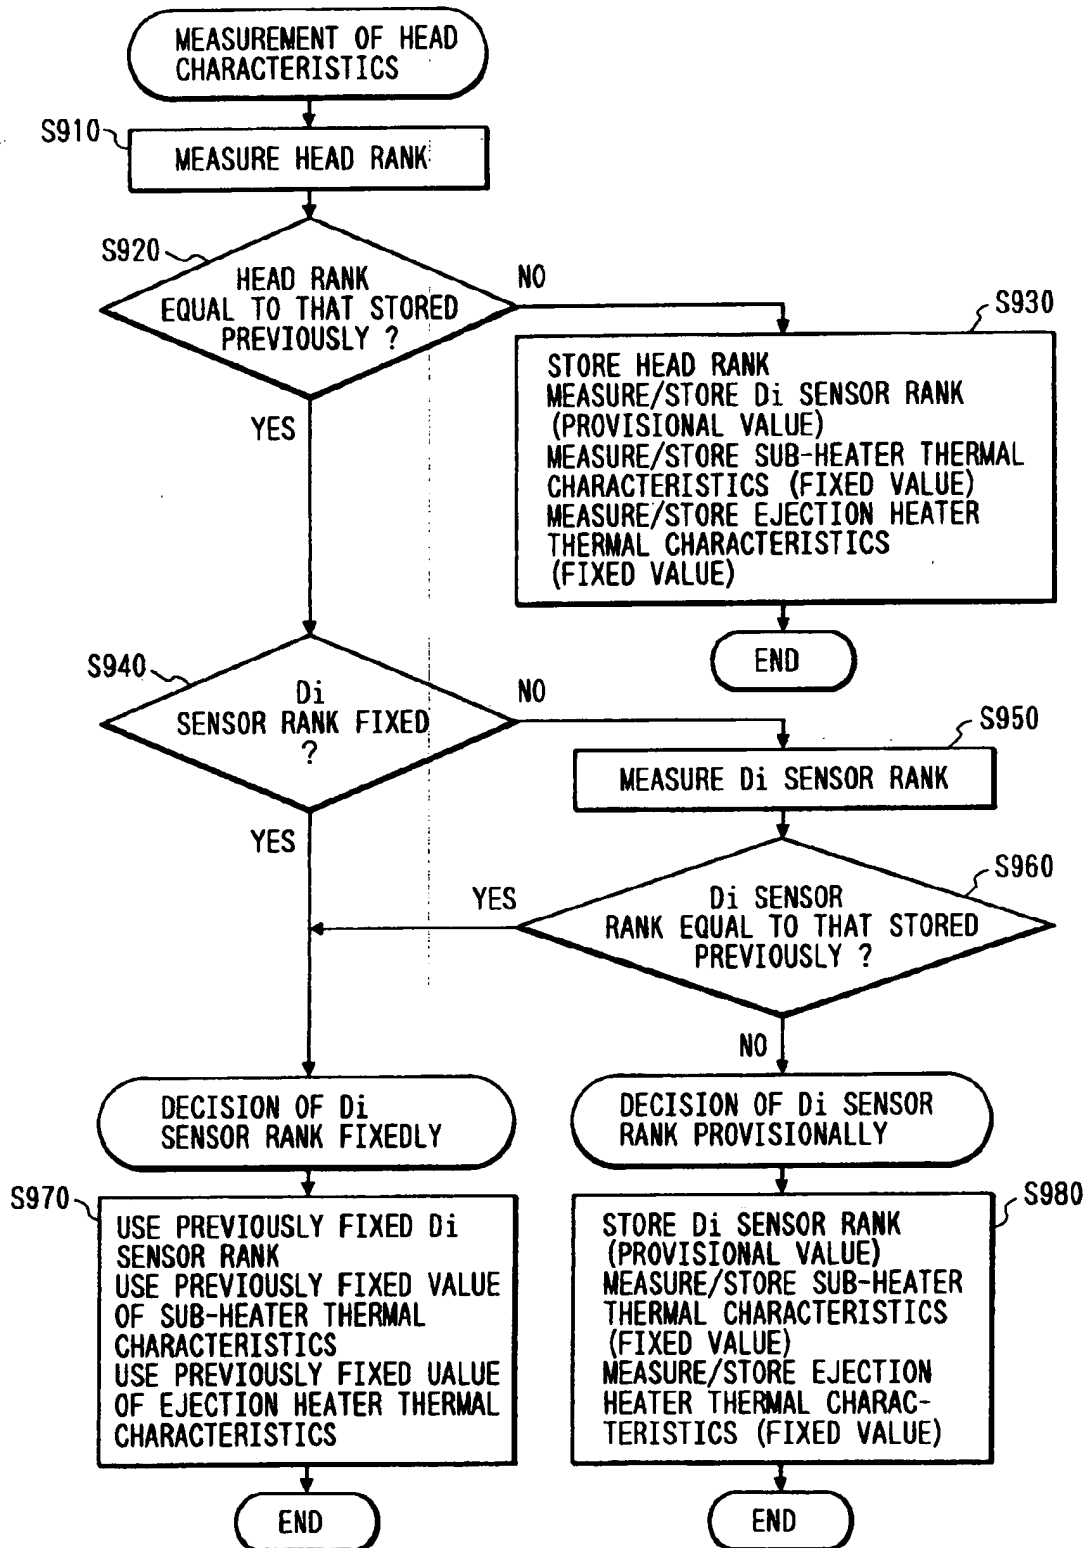 MEASUREMENT OF HEAD
CHARACTERISTICS
S910
MEASURE HEAD RANK
S920
HEAD RANK
EQUAL TO THAT STORED
PREVIOUSLY ?
NO
YES
S930
STORE HEAD RANK
MEASURE/STORE Di SENSOR RANK
(PROVISIONAL VALUE)
MEASURE/STORE SUB-HEATER THERMAL
CHARACTERISTICS (FIXED VALUE)
MEASURE/STORE EJECTION HEATER
THERMAL CHARACTERISTICS
(FIXED VALUE)
END
S940
Di
SENSOR RANK FIXED
?
NO
YES
S950
MEASURE Di SENSOR RANK
S960
Di SENSOR
RANK EQUAL TO THAT STORED
PREVIOUSLY ?
YES
NO
DECISION OF Di
SENSOR RANK FIXEDLY
S970
USE PREVIOUSLY FIXED Di
SENSOR RANK
USE PREVIOUSLY FIXED VALUE
OF SUB-HEATER THERMAL
CHARACTERISTICS
USE PREVIOUSLY FIXED UALUE
OF EJECTION HEATER THERMAL
CHARACTERISTICS
END
DECISION OF Di SENSOR
RANK PROVISIONALLY
S980
STORE Di SENSOR RANK
(PROVISIONAL VALUE)
MEASURE/STORE SUB-HEATER
THERMAL CHARACTERISTICS
(FIXED VALUE)
MEASURE/STORE EJECTION
HEATER THERMAL CHARAC-
TERISTICS (FIXED VALUE)
END